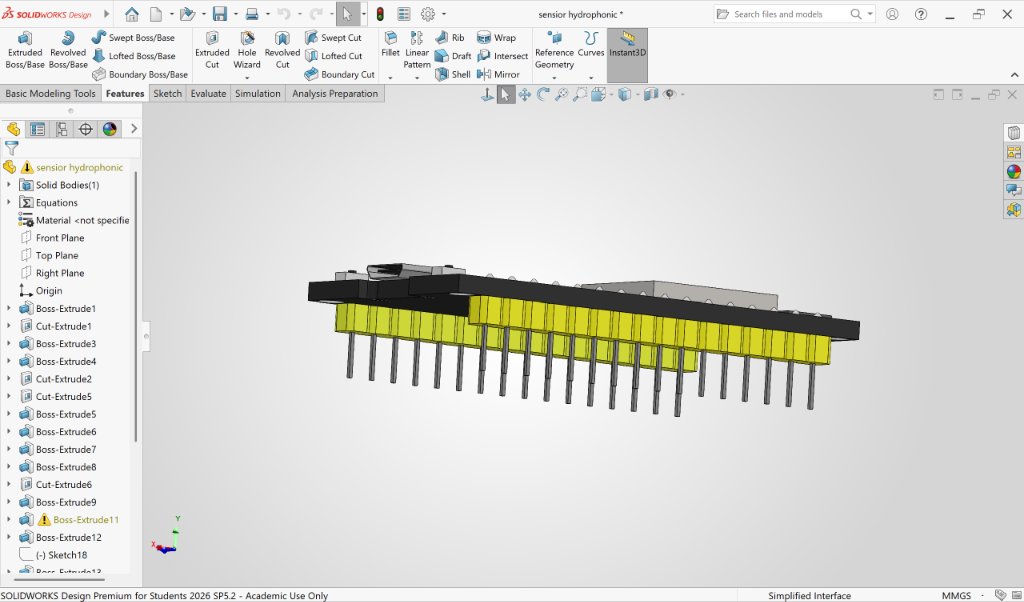 SOLIDWORKS Design
sensior hydrophonic *
Search files and models
Extruded Boss/Base
Revolved Boss/Base
Swept Boss/Base
Lofted Boss/Base
Boundary Boss/Base
Extruded Cut
Hole Wizard
Revolved Cut
Swept Cut
Lofted Cut
Boundary Cut
Fillet
Linear Pattern
Rib
Draft
Shell
Wrap
Intersect
Mirror
Reference Geometry
Curves
Instant3D
Basic Modeling Tools
Features
Sketch
Evaluate
Simulation
Analysis Preparation
sensior hydrophonic
Solid Bodies(1)
Equations
Material <not specifie
Front Plane
Top Plane
Right Plane
Origin
Boss-Extrude1
Cut-Extrude1
Boss-Extrude3
Boss-Extrude4
Cut-Extrude2
Cut-Extrude5
Boss-Extrude5
Boss-Extrude6
Boss-Extrude7
Boss-Extrude8
Cut-Extrude6
Boss-Extrude9
Boss-Extrude11
Boss-Extrude12
(-) Sketch18
Boss-Extrude13
Y
X
SOLIDWORKS Design Premium for Students 2026 SP5.2 - Academic Use Only
Simplified Interface
MMGS